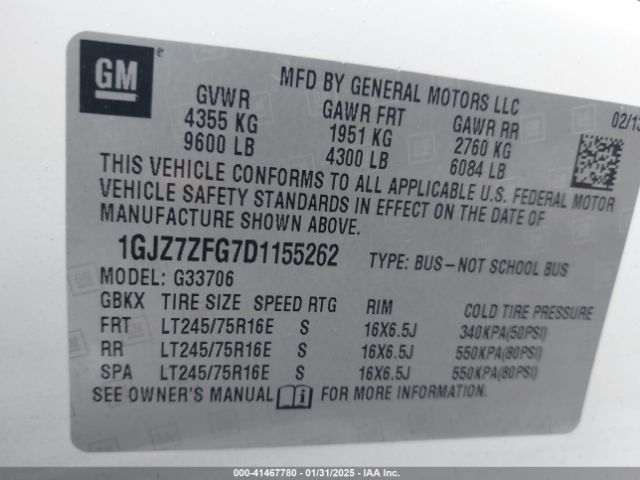 GM
MFD BY GENERAL MOTORS LLC
02/13
GVWR GAWR FRT GAWR RR
4355 KG 1951 KG 2760 KG
9600 LB 4300 LB 6084 LB
THIS VEHICLE CONFORMS TO ALL APPLICABLE U.S. FEDERAL MOTOR
VEHICLE SAFETY STANDARDS IN EFFECT ON THE DATE OF
MANUFACTURE SHOWN ABOVE.
1GJZ7ZFG7D1155262 TYPE: BUS-NOT SCHOOL BUS
MODEL: G33706
GBKX TIRE SIZE SPEED RTG RIM COLD TIRE PRESSURE
FRT LT245/75R16E S 16X6.5J 340KPA(50PSI)
RR LT245/75R16E S 16X6.5J 550KPA(80PSI)
SPA LT245/75R16E S 16X6.5J 550KPA(80PSI)
SEE OWNER'S MANUAL FOR MORE INFORMATION.
000-41467780 - 01/31/2025 - IAA Inc.